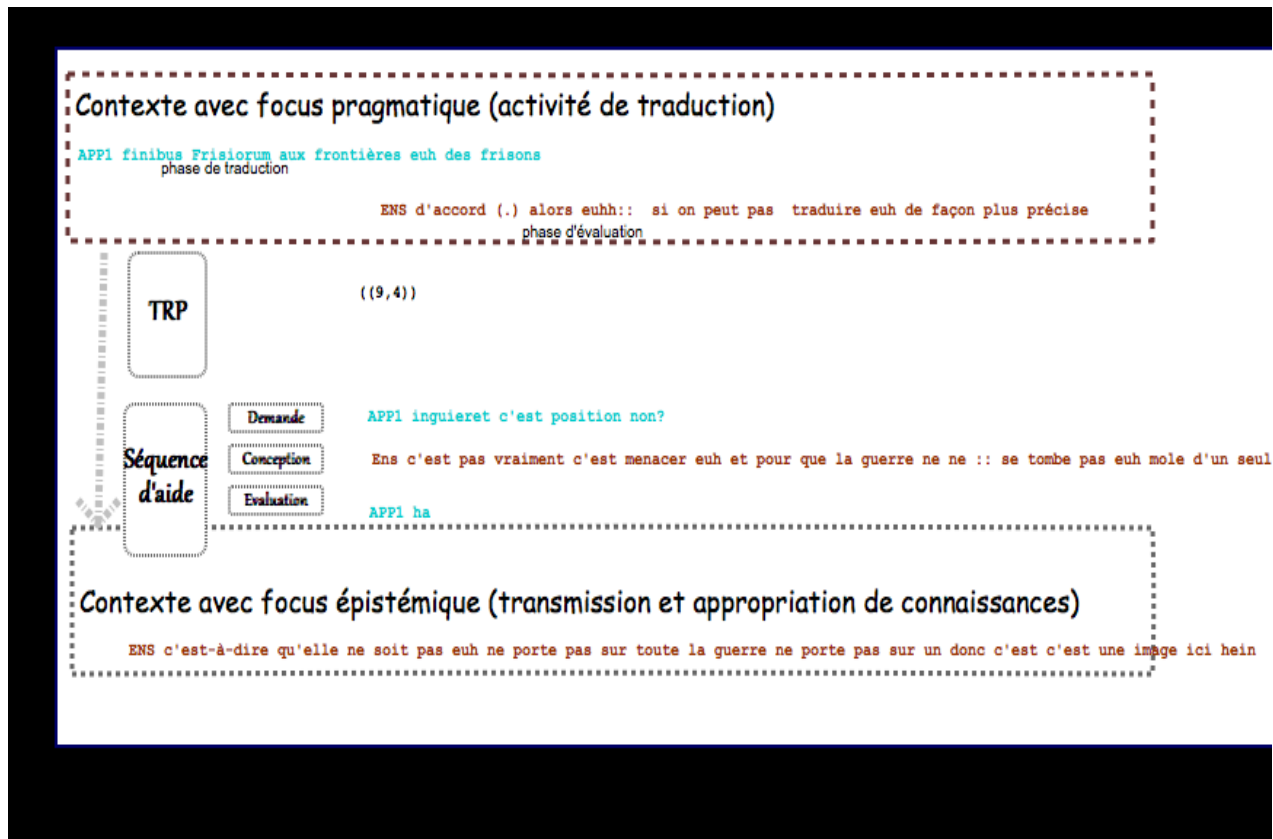 Contexte avec focus pragmatique (activité de traduction)
APP1 finibus Frisiorum aux frontières euh des frisons
phase de traduction
ENS d'accord (.) alors euhh:: si on peut pas traduire euh de façon plus précise
phase d'évaluation
TRP
((9,4))
Séquence d'aide
Demande
APP1 inguieret c'est position non?
Conception
Ens c'est pas vraiment c'est menacer euh et pour que la guerre ne ne :: se tombe pas euh mole d'un seul
Evaluation
APP1 ha
Contexte avec focus épistémique (transmission et appropriation de connaissances)
ENS c'est-à-dire qu'elle ne soit pas euh ne porte pas sur toute la guerre ne porte pas sur un donc c'est c'est une image ici hein